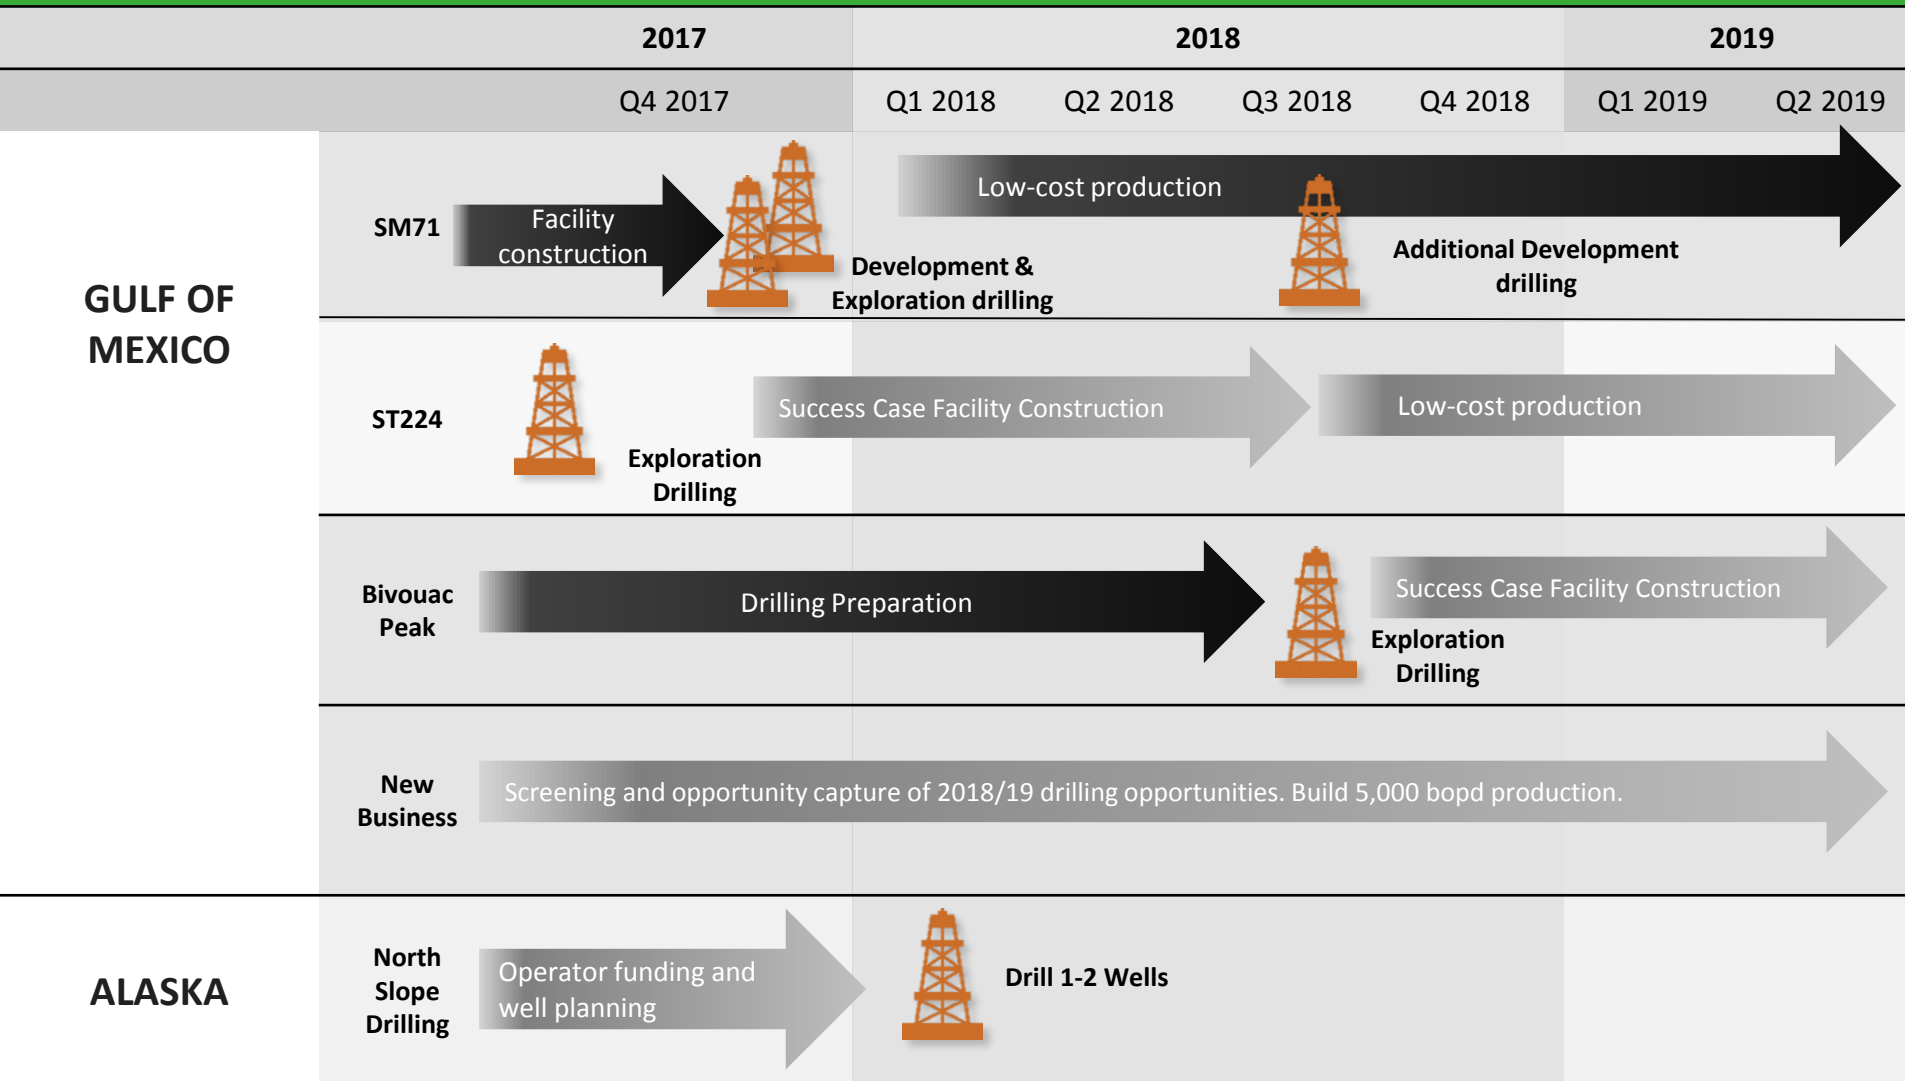 2017
2018
2019
Q4 2017
Q1 2018
Q2 2018
Q3 2018
Q4 2018
Q1 2019
Q2 2019
GULF OF
MEXICO
SM71
Facility
construction
Development &
Exploration drilling
Low-cost production
Additional Development
drilling
ST224
Exploration
Drilling
Success Case Facility Construction
Low-cost production
Bivouac
Peak
Drilling Preparation
Exploration
Drilling
Success Case Facility Construction
New
Business
Screening and opportunity capture of 2018/19 drilling opportunities. Build 5,000 bopd production.
ALASKA
North
Slope
Drilling
Operator funding and
well planning
Drill 1-2 Wells